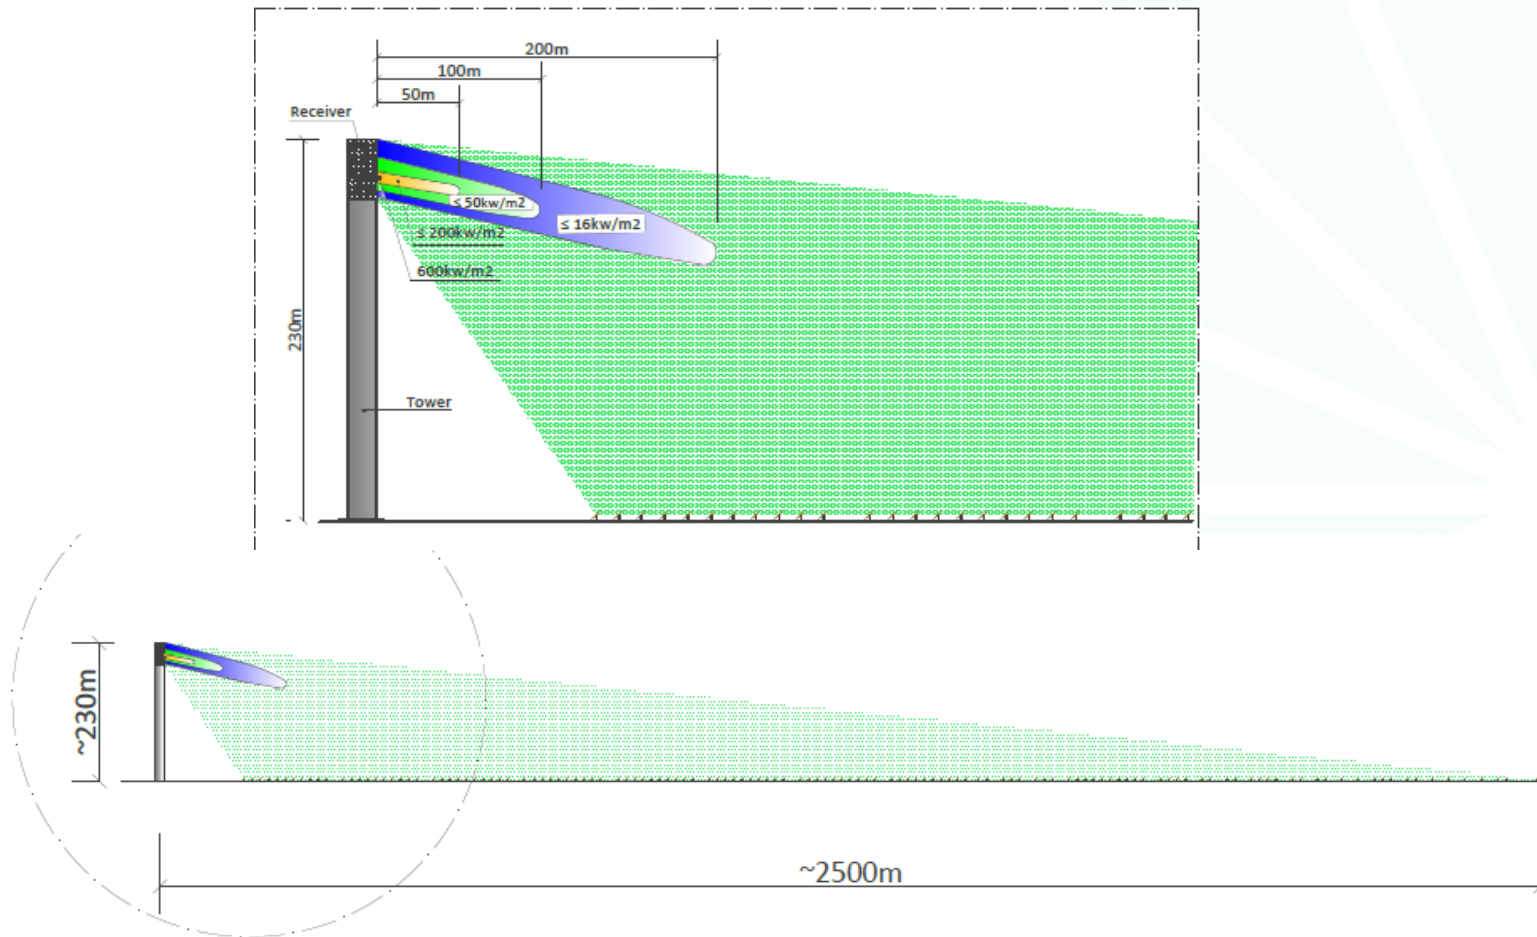 200m
100m
50m
Receiver
≤ 50kw/m2
≤ 16kw/m2
≤ 200kw/m2
600kw/m2
230m
Tower
~230m
~2500m